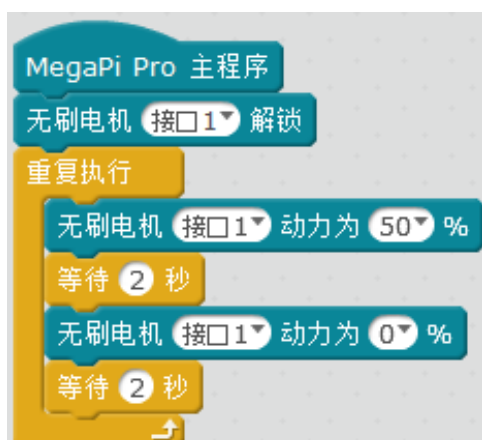 MegaPi Pro 主程序
无刷电机 接口1 解锁
重复执行
无刷电机 接口1 动力为 50 %
等待 2 秒
无刷电机 接口1 动力为 0 %
等待 2 秒